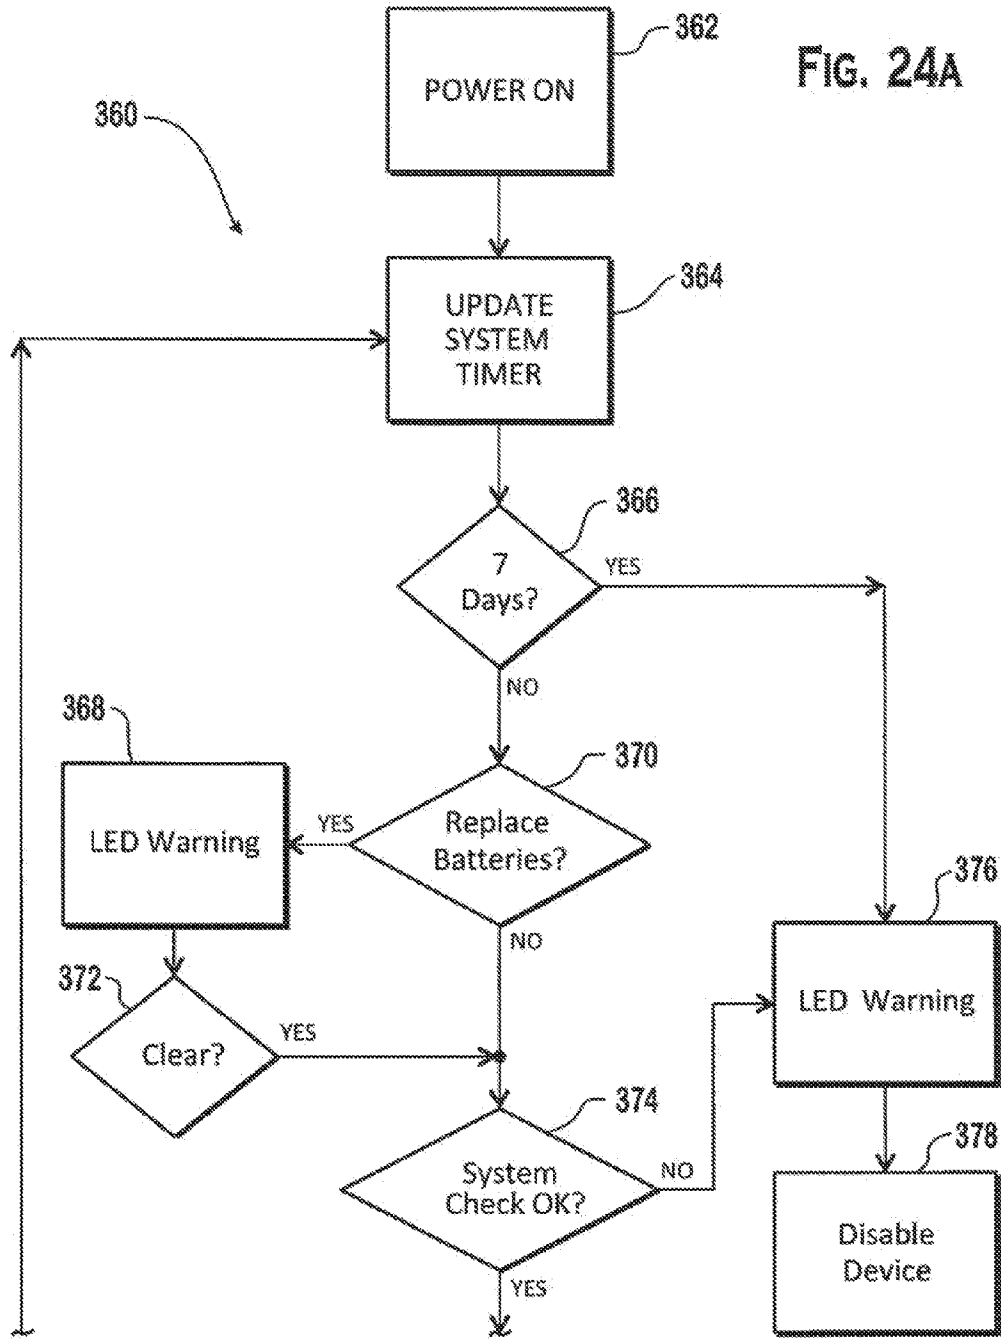 362
FIG. 24A
POWER ON
360
364
UPDATE
SYSTEM
TIMER
366
7
Days?
YES
NO
368
370
LED Warning
YES
Replace
Batteries?
376
NO
372
LED Warning
Clear?
YES
374
378
System
Check OK?
NO
Disable
Device
YES